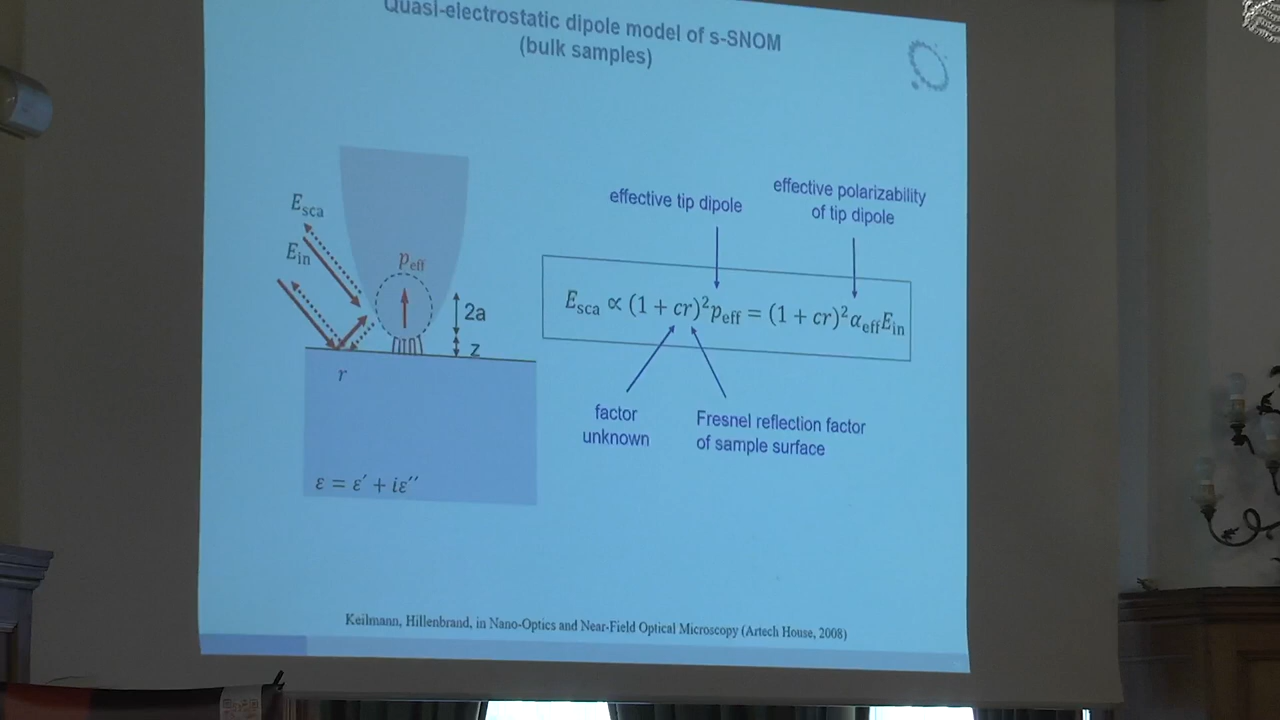 Quasi-electrostatic dipole model of s-SNOM
(bulk samples)
effective tip dipole
effective polarizability
of tip dipole
E_sca
E_in
p_eff
2a
z
r
ε = ε′ + iε″
E_sca ∝ (1 + cr)²p_eff = (1 + cr)²α_eff E_in
factor
unknown
Fresnel reflection factor
of sample surface
Keilmann, Hillenbrand, in Nano-Optics and Near-Field Optical Microscopy (Artech House, 2008)